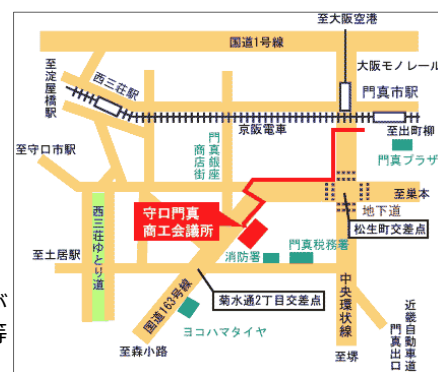 至大阪空港
国道1号線
大阪モノレール
至淀屋橋駅
西三荘駅
門真市駅
京阪電車
至出町柳
門真プラザ
門真銀座
商店街
至守口市駅
至巣本
守口門真
商工会議所
地下道
松生町交差点
西三荘ゆとり道
門真税務署
消防署
至土居駅
菊水通2丁目交差点
国道163号線
中央環状線
ヨコハマタイヤ
近畿自動車道
門真出口
至森小路
至堺
が
等